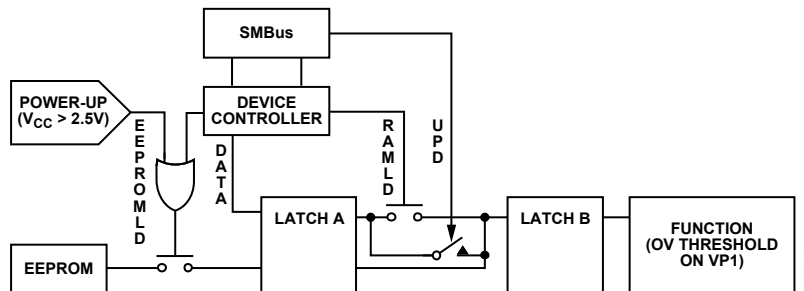 SMBus
POWER-UP
(VCC > 2.5V)
DEVICE
CONTROLLER
EEPROMLD
DATA
RAMLD
UPD
LATCH A
LATCH B
FUNCTION
(OV THRESHOLD
ON VP1)
EEPROM